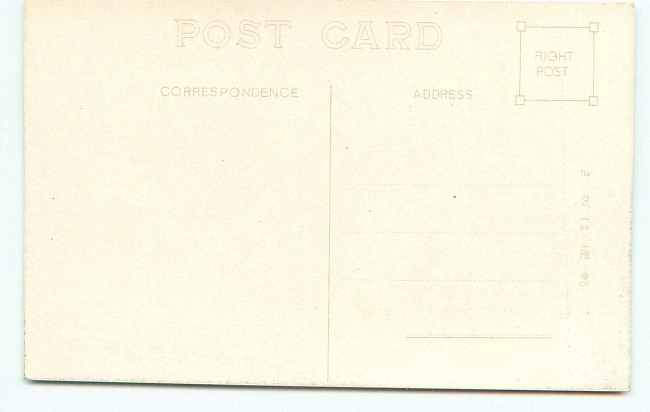 POST CARD
RIGHT
POST
CORRESPONDENCE
ADDRESS